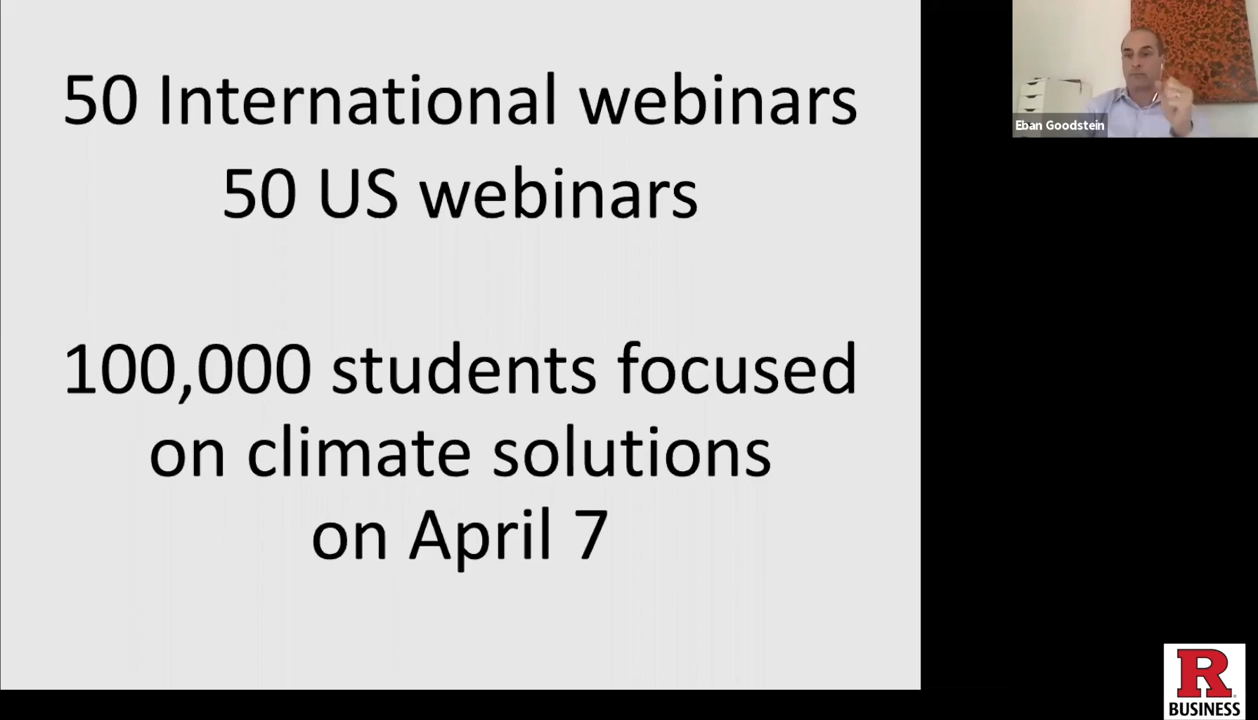 50 International webinars
50 US webinars
100,000 students focused
on climate solutions
on April 7
Eban Goodstein
R
BUSINESS